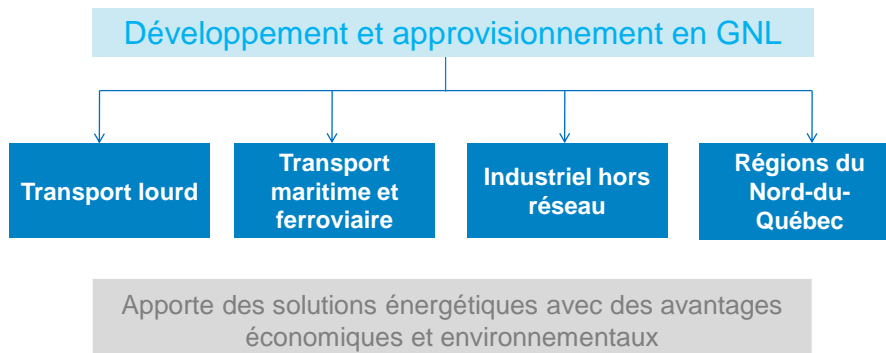 Développement et approvisionnement en GNL
Transport lourd
Transport
maritime et
ferroviaire
Industriel hors
réseau
Régions du
Nord-du-
Québec
Apporte des solutions énergétiques avec des avantages
économiques et environnementaux